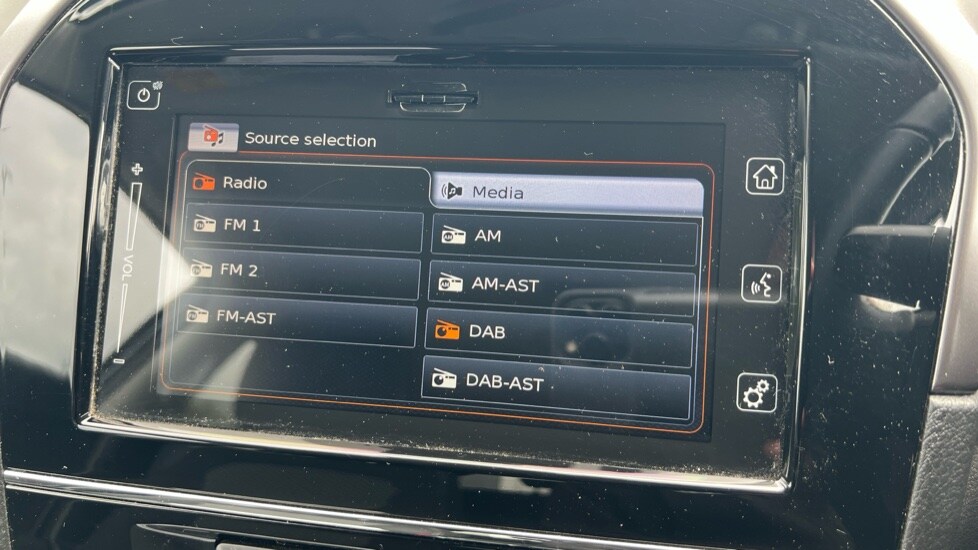 Source selection
Radio
Media
FM 1
AM
FM 2
AM-AST
FM-AST
DAB
DAB-AST
VOL